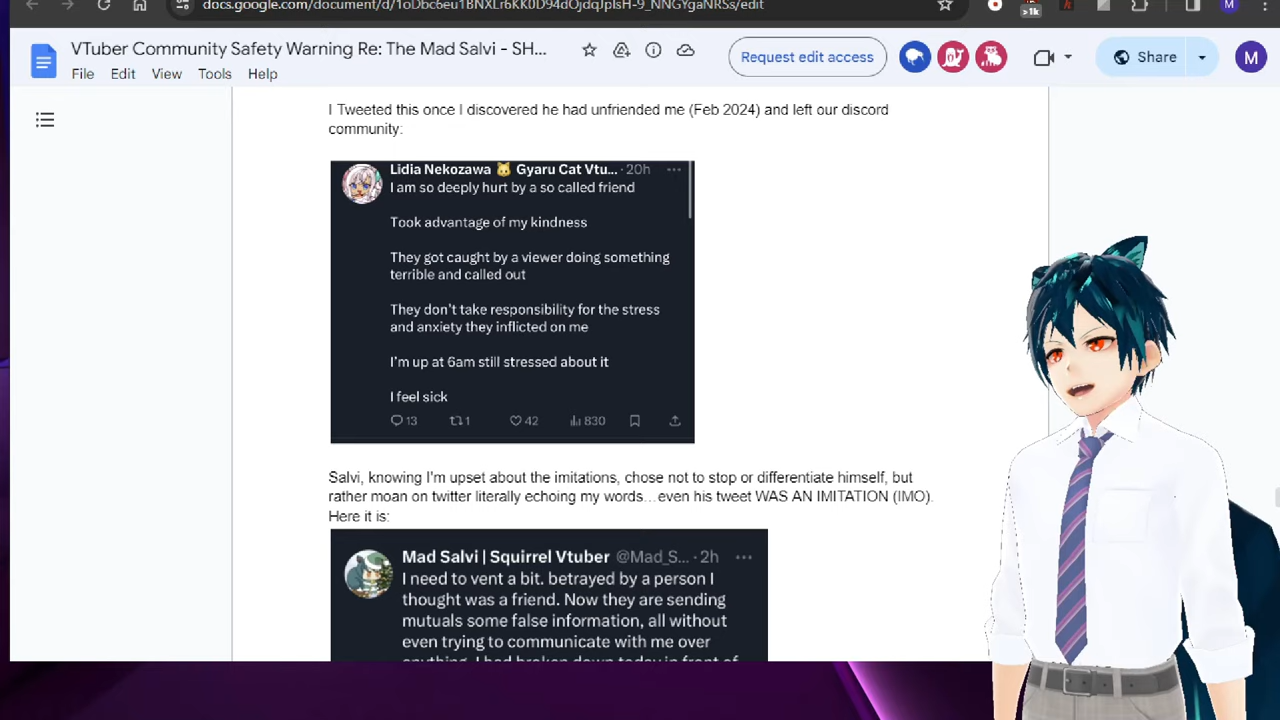 VTuber Community Safety Warning Re: The Mad Salvi - SH...
Request edit access
Share
M
File Edit View Tools Help
I Tweeted this once I discovered he had unfriended me (Feb 2024) and left our discord
community:
Lidia Nekozawa 🐱 Gyaru Cat Vtu... · 20h ...
I am so deeply hurt by a so called friend
Took advantage of my kindness
They got caught by a viewer doing something
terrible and called out
They don't take responsibility for the stress
and anxiety they inflicted on me
I'm up at 6am still stressed about it
I feel sick
13 1 42 830
Salvi, knowing I'm upset about the imitations, chose not to stop or differentiate himself, but
rather moan on twitter literally echoing my words...even his tweet WAS AN IMITATION (IMO).
Here it is:
Mad Salvi | Squirrel Vtuber @Mad_S... · 2h ...
I need to vent a bit. betrayed by a person I
thought was a friend. Now they are sending
mutuals some false information, all without
even trying to communicate with me over
anything. I had broken down today in front of